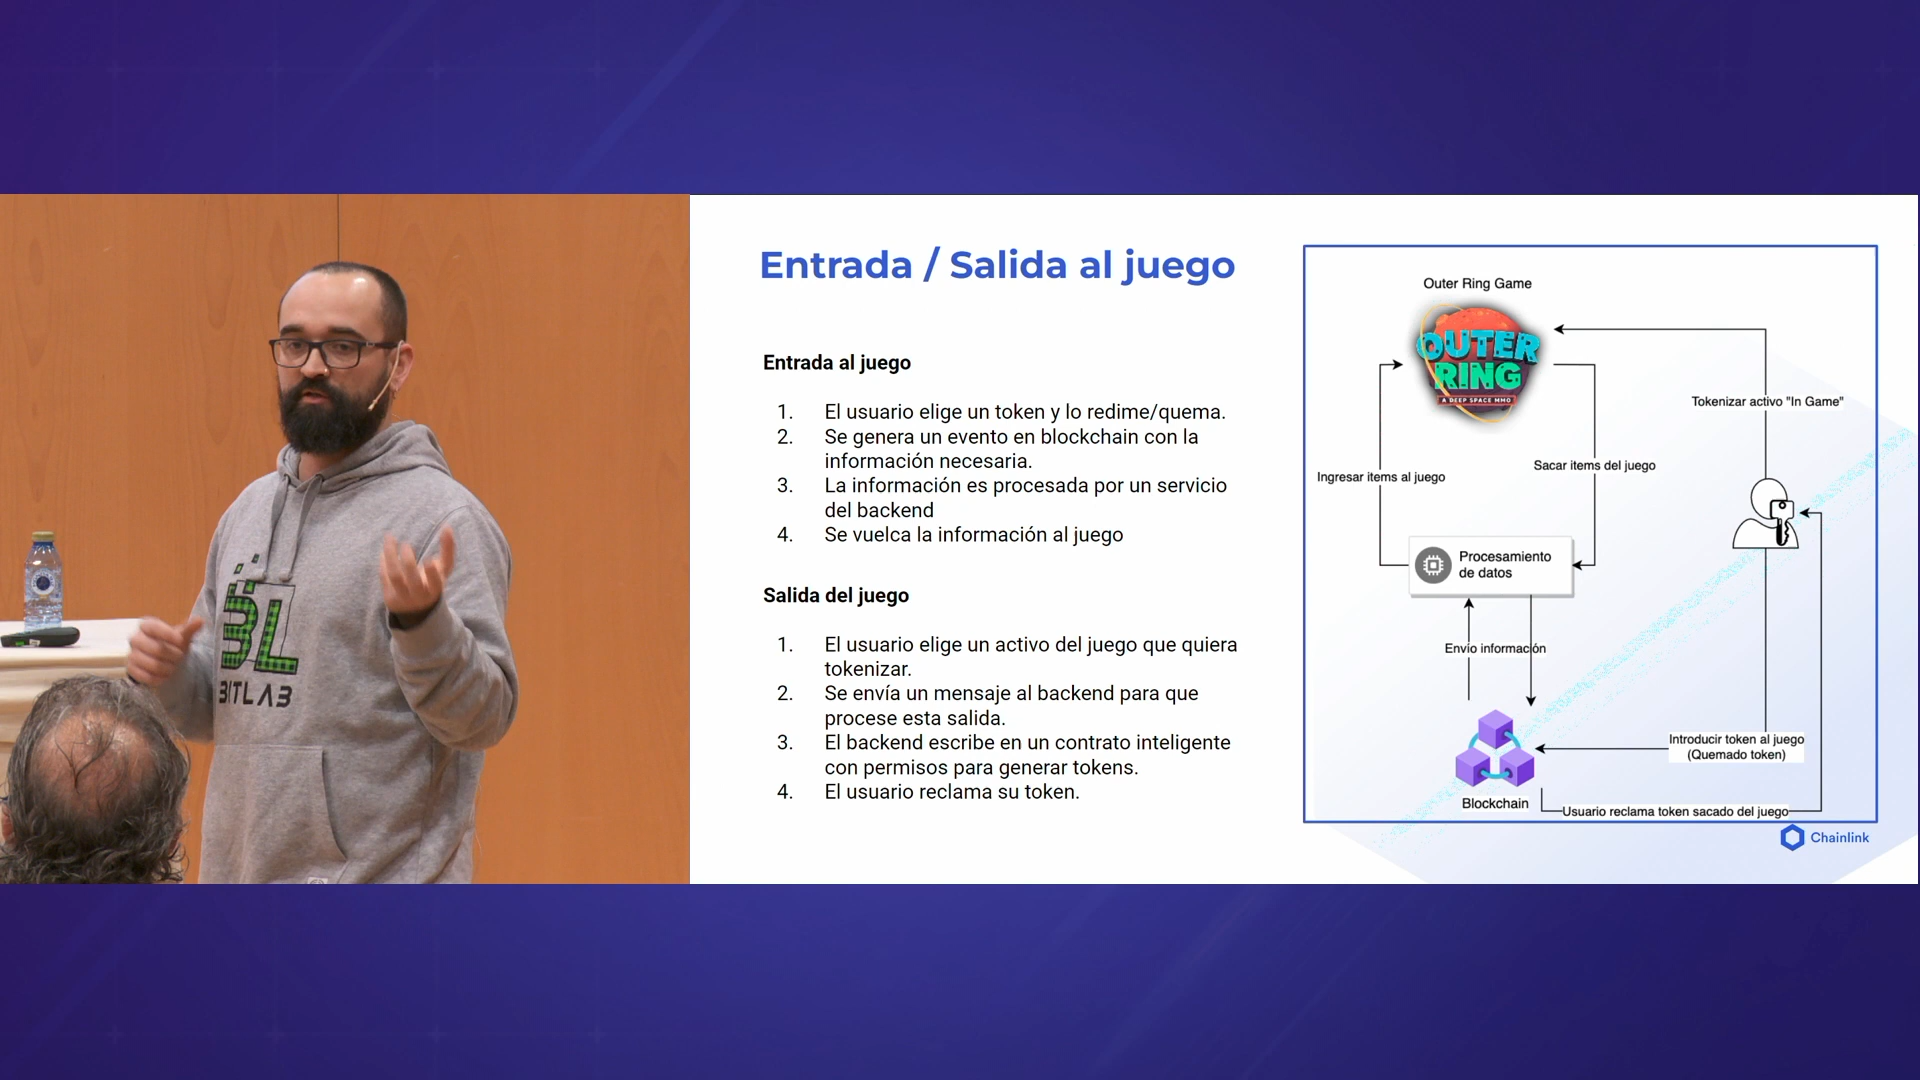 Entrada / Salida al juego
Entrada al juego
1. El usuario elige un token y lo redime/quema.
2. Se genera un evento en blockchain con la
información necesaria.
3. La información es procesada por un servicio
del backend
4. Se vuelca la información al juego
Salida del juego
1. El usuario elige un activo del juego que quiera
tokenizar.
2. Se envía un mensaje al backend para que
procese esta salida.
3. El backend escribe en un contrato inteligente
con permisos para generar tokens.
4. El usuario reclama su token.
Outer Ring Game
OUTER
RING
A DEEP SPACE MMO
Tokenizar activo "In Game"
Sacar items del juego
Ingresar items al juego
Procesamiento
de datos
Envío información
Introducir token al juego
(Quemado token)
Blockchain
Usuario reclama token sacado del juego
Chainlink
BL
BITLAB